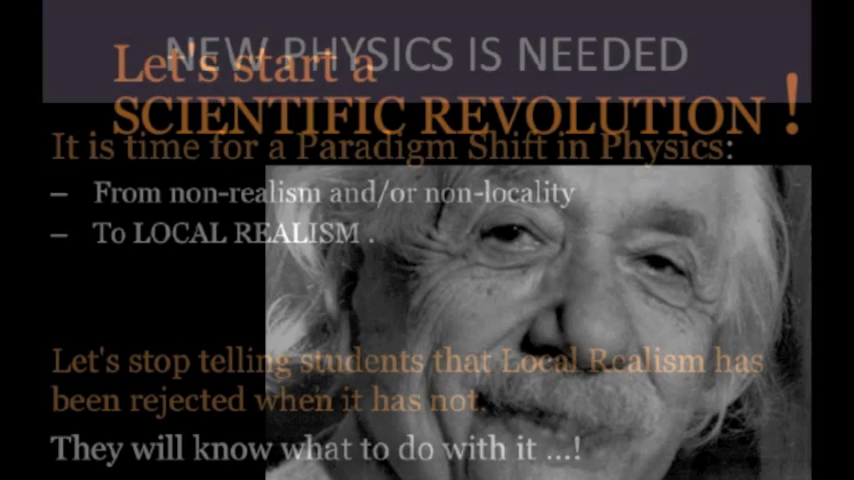 NEW PHYSICS IS NEEDED
Let's start a
SCIENTIFIC REVOLUTION !
It is time for a Paradigm Shift in Physics:
– From non-realism and/or non-locality
– To LOCAL REALISM .
Let's stop telling students that Local Realism has
been rejected when it has not.
They will know what to do with it ...!